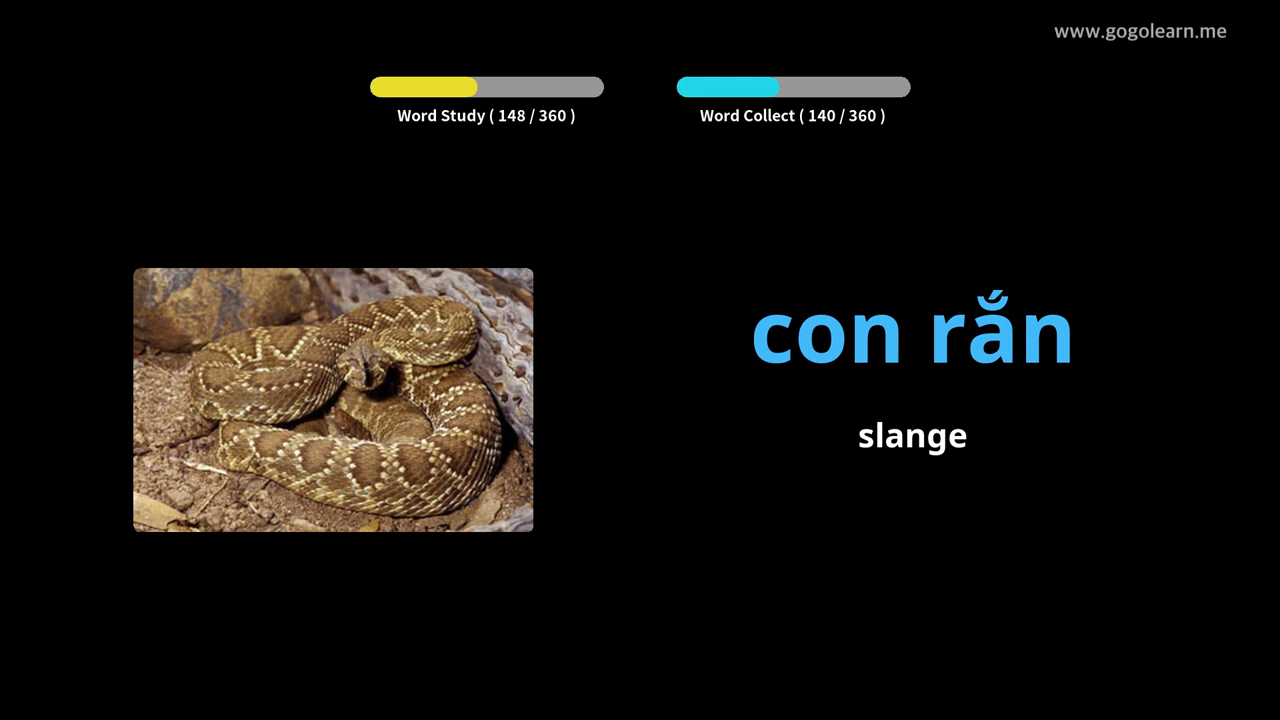 www.gogolearn.me
Word Study ( 148 / 360 )
Word Collect ( 140 / 360 )
con rắn
slange